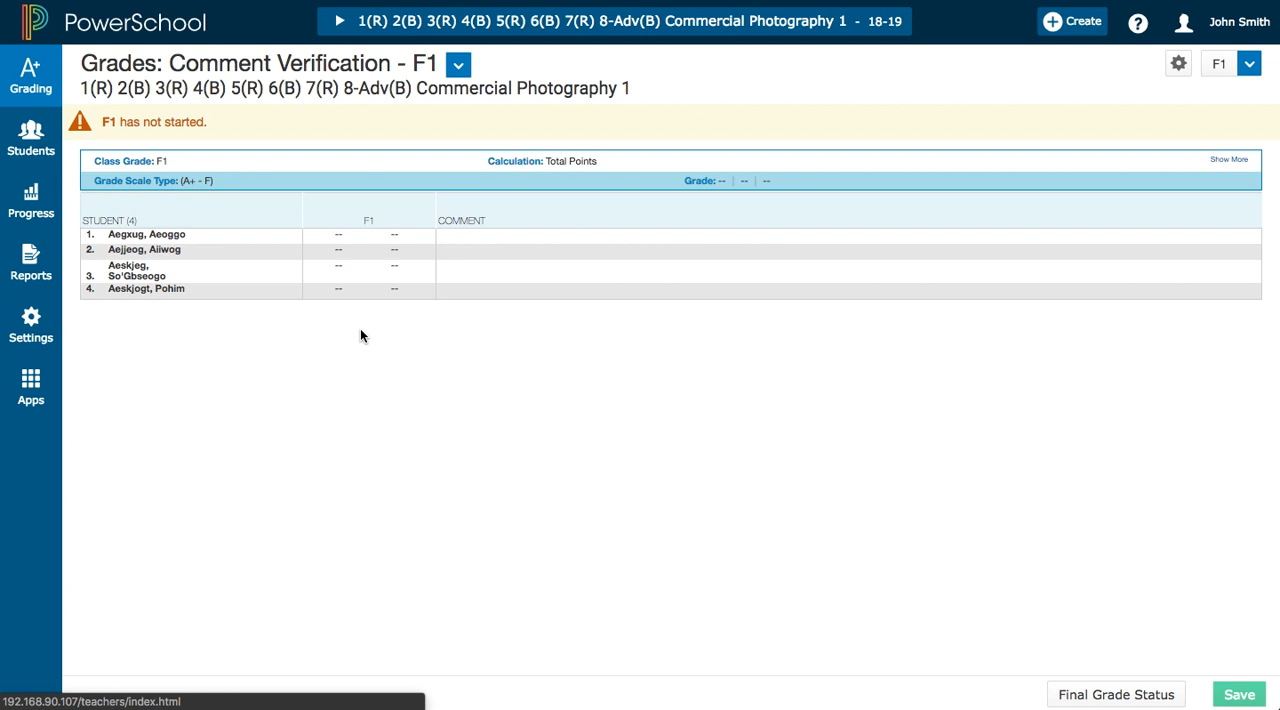 PowerSchool
1(R) 2(B) 3(R) 4(B) 5(R) 6(B) 7(R) 8-Adv(B) Commercial Photography 1 - 18-19
Create
?
John Smith
A+
Grading
Students
Progress
Reports
Settings
Apps
Grades: Comment Verification - F1
F1
1(R) 2(B) 3(R) 4(B) 5(R) 6(B) 7(R) 8-Adv(B) Commercial Photography 1
F1 has not started.
Class Grade: F1 Calculation: Total Points Show More
Grade Scale Type: (A+ - F) Grade: -- | -- | --
STUDENT (4) F1 COMMENT
1. Aegxug, Aeoggo -- --
2. Aejjeog, Aiiwog -- --
Aeskjeg, -- --
3. So'Gbseogo
4. Aeskjogt, Pohim -- --
Final Grade Status Save
192.168.90.107/teachers/index.html